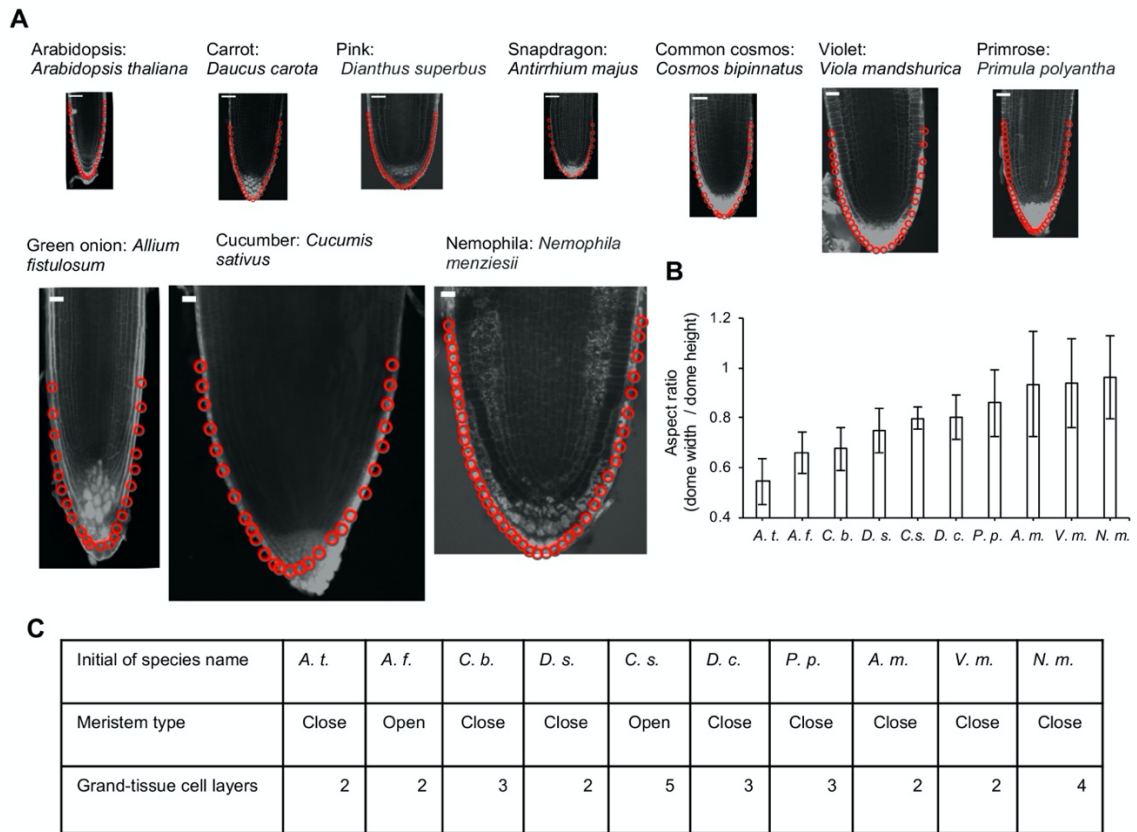 A
Arabidopsis:
Arabidopsis thaliana
Carrot:
Daucus carota
Pink:
Dianthus superbus
Snapdragon:
Antirrhium majus
Common cosmos:
Cosmos bipinnatus
Violet:
Viola mandshurica
Primrose:
Primula polyantha
Green onion: Allium
fistulosum
Cucumber: Cucumis
sativus
Nemophila: Nemophila
menziesii
B
Aspect ratio
(dome width / dome height)
1.2
1
0.8
0.6
0.4
A. t. A. f. C. b. D. s. C.s. D. c. P. p. A. m. V. m. N. m.
C
Initial of species name A. t. A. f. C. b. D. s. C. s. D. c. P. p. A. m. V. m. N. m.
Meristem type Close Open Close Close Open Close Close Close Close Close
Grand-tissue cell layers 2 2 3 2 5 3 3 2 2 4